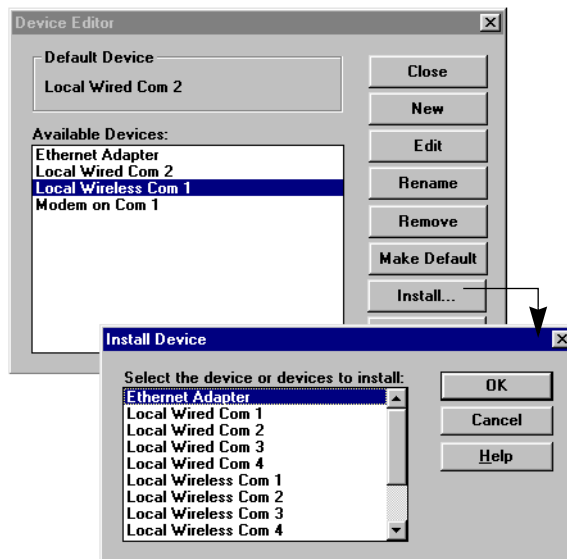 Device Editor
Default Device
Local Wired Com 2
Available Devices:
Ethernet Adapter
Local Wired Com 2
Local Wireless Com 1
Modem on Com 1
Close
New
Edit
Rename
Remove
Make Default
Install...
Install Device
Select the device or devices to install:
Ethernet Adapter
Local Wired Com 1
Local Wired Com 2
Local Wired Com 3
Local Wired Com 4
Local Wireless Com 1
Local Wireless Com 2
Local Wireless Com 3
Local Wireless Com 4
OK
Cancel
Help